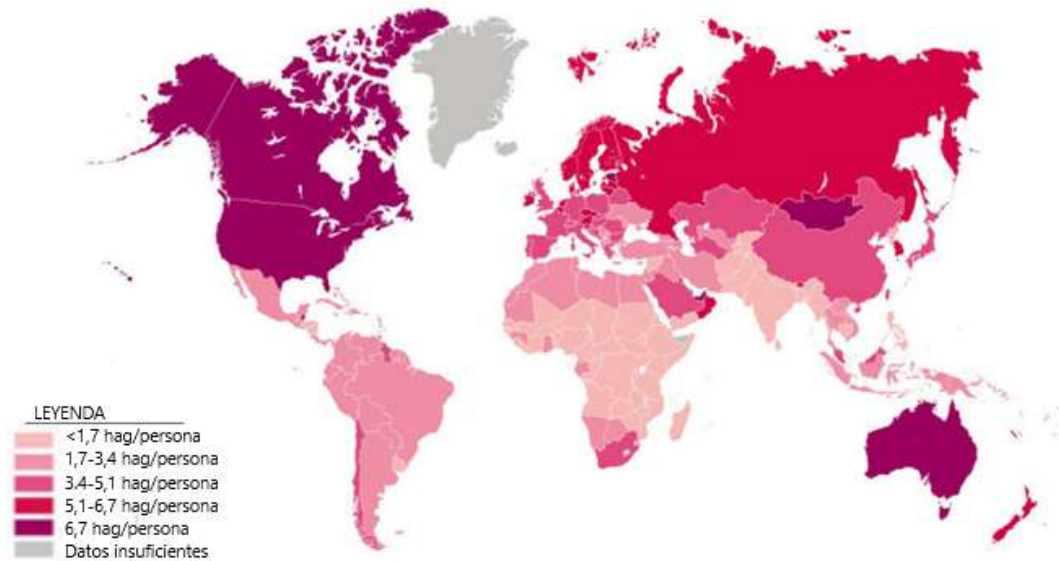 LEYENDA
<1,7 hag/persona
1,7-3,4 hag/persona
3.4-5,1 hag/persona
5,1-6,7 hag/persona
6,7 hag/persona
Datos insuficientes